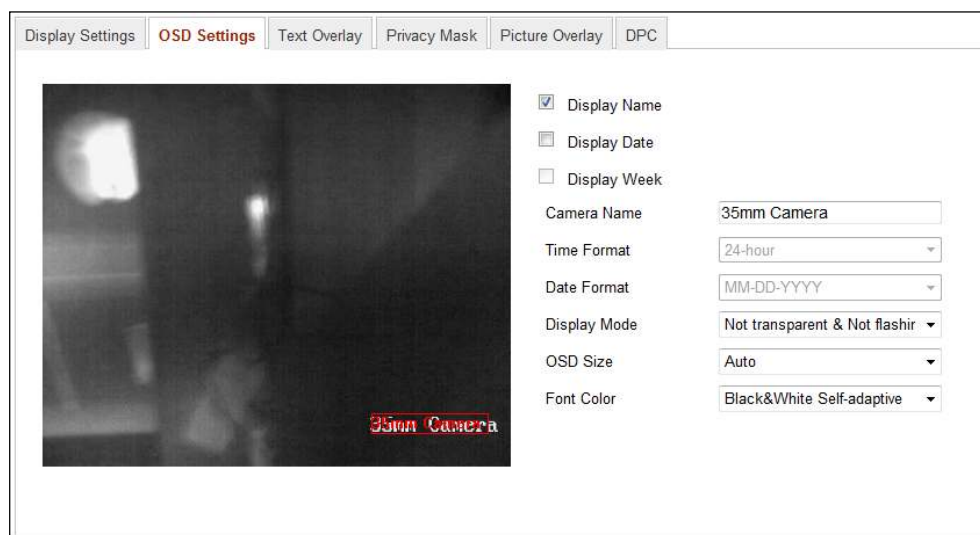 Display Settings OSD Settings Text Overlay Privacy Mask Picture Overlay DPC
Display Name
Display Date
Display Week
Camera Name 35mm Camera
Time Format 24-hour
Date Format MM-DD-YYYY
Display Mode Not transparent & Not flashin
OSD Size Auto
Font Color Black&White Self-adaptive
35mm Camera